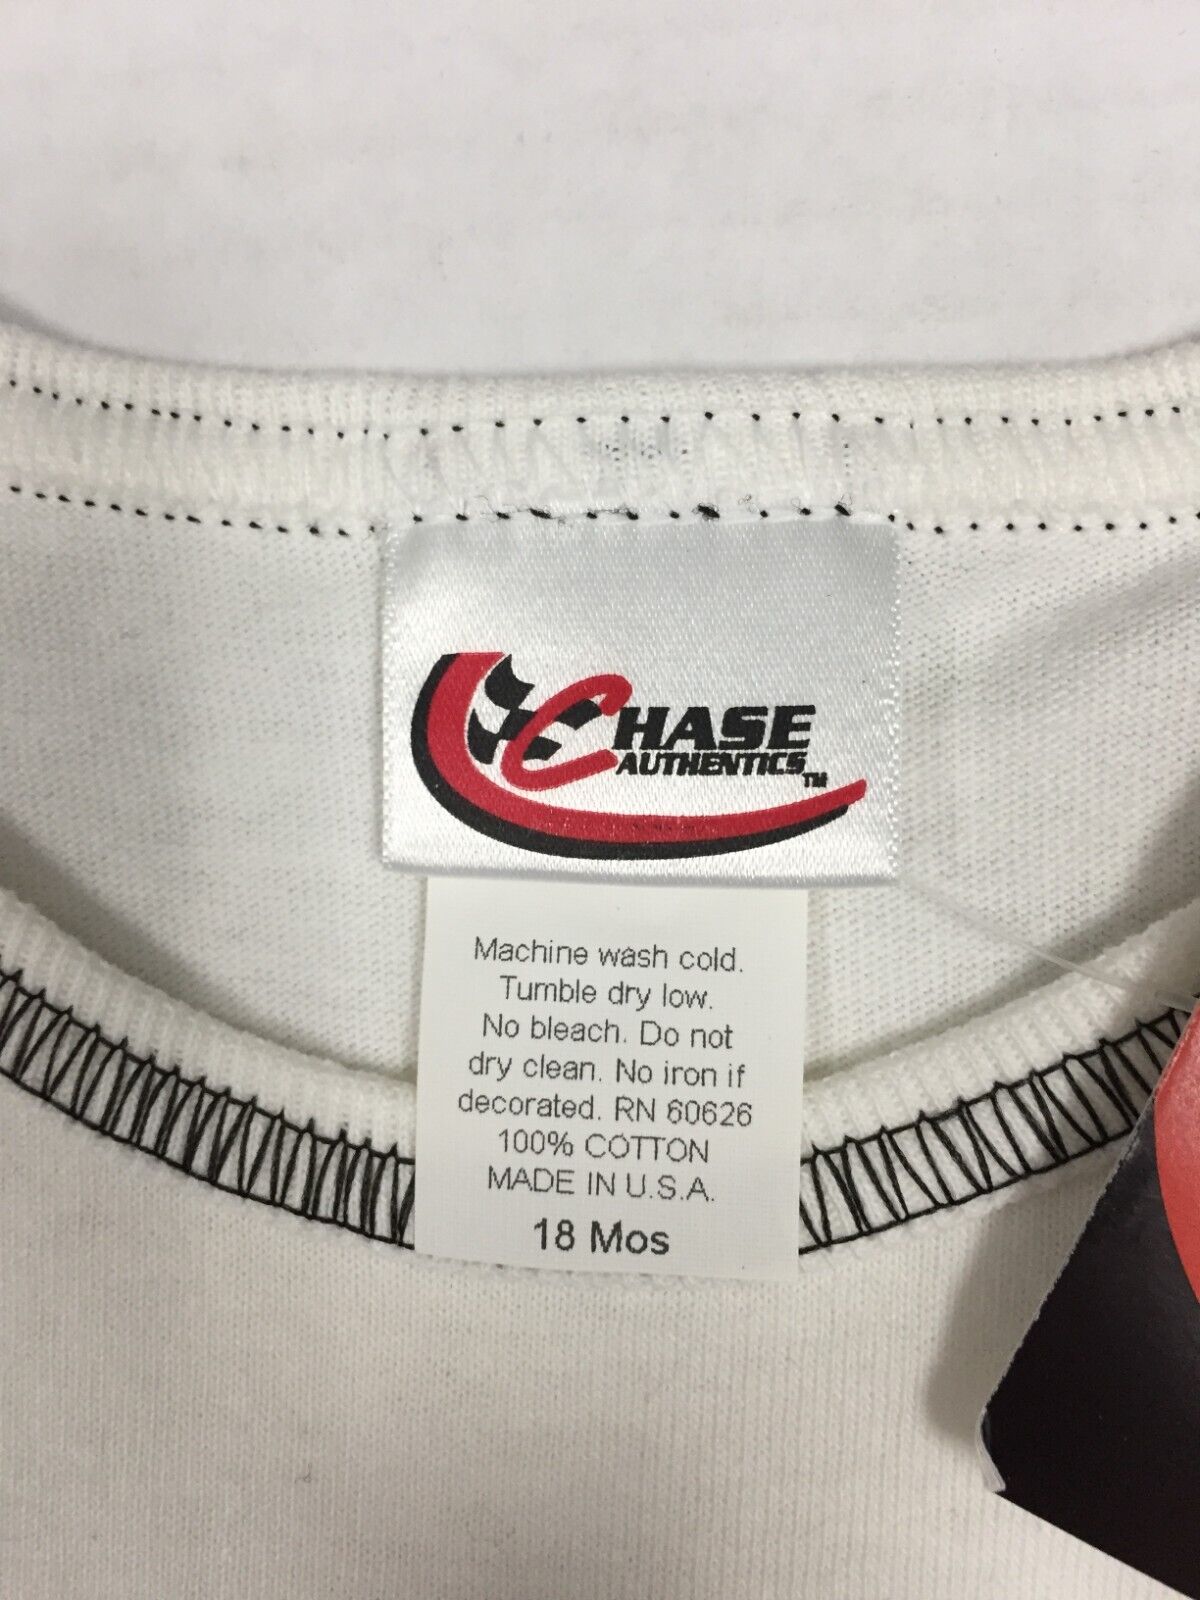 CHASE
AUTHENTICS TM
Machine wash cold.
Tumble dry low.
No bleach. Do not
dry clean. No iron if
decorated. RN 60626
100% COTTON
MADE IN U.S.A.
18 Mos